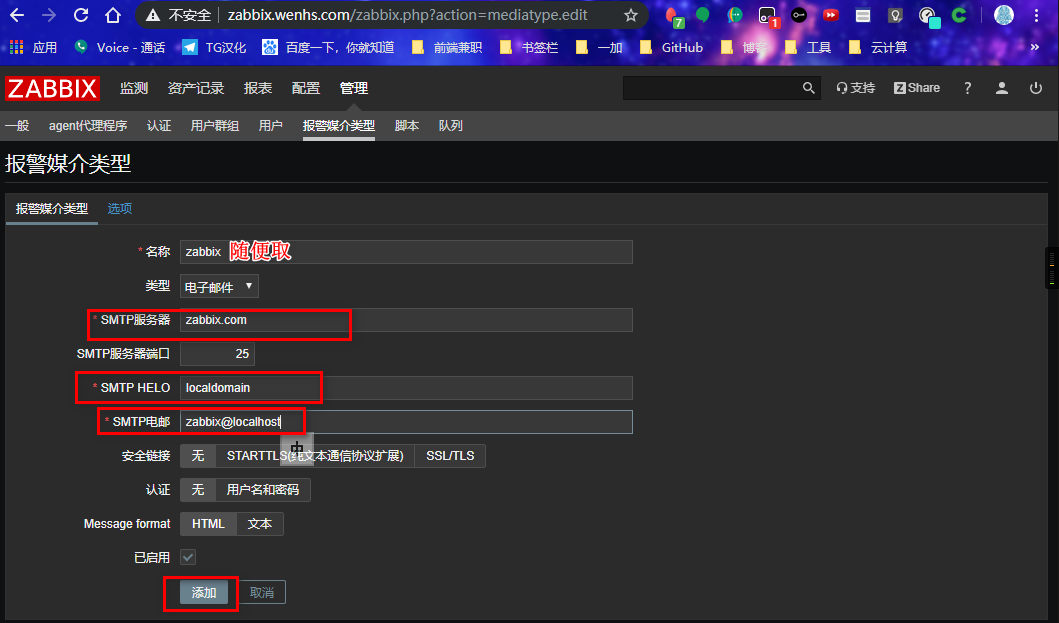 不安全 zabbix.wenhs.com/zabbix.php?action=mediatype.edit 7 1
应用 Voice - 通话 TG汉化 百度一下，你就知道 前端兼职 书签栏 一加 GitHub 博客 工具 云计算 »
ZABBIX 监测 资产记录 报表 配置 管理 支持 Z Share ?
一般 agent代理程序 认证 用户群组 用户 报警媒介类型 脚本 队列
报警媒介类型
报警媒介类型 选项
* 名称 zabbix 随便取
类型 电子邮件
* SMTP服务器 zabbix.com
SMTP服务器端口 25
* SMTP HELO localdomain
* SMTP电邮 zabbix@localhost
中
安全链接 无 STARTTLS(纯文本通信协议扩展) SSL/TLS
认证 无 用户名和密码
Message format HTML 文本
已启用
添加 取消